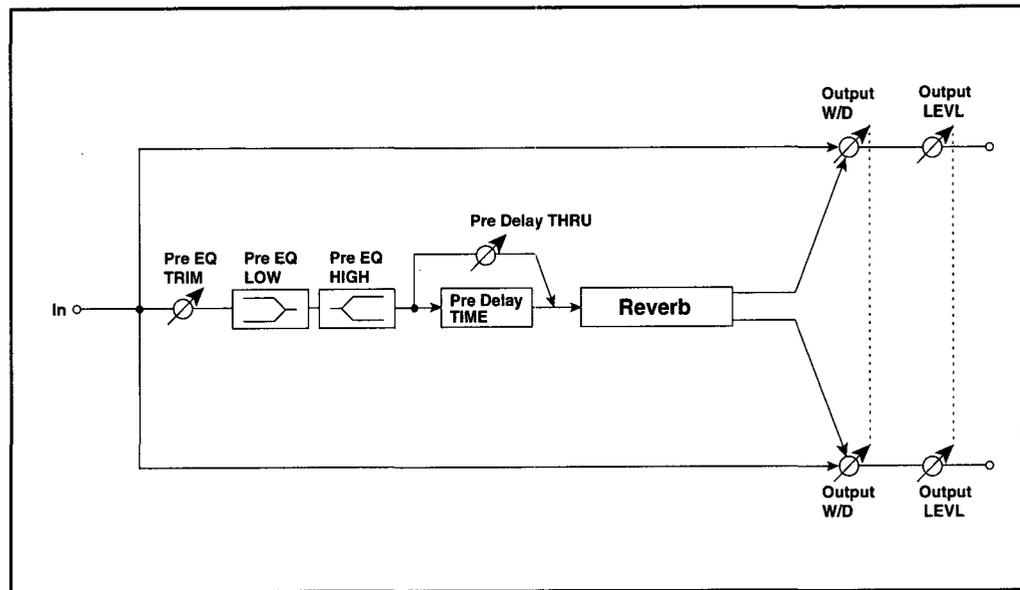 Output
W/D
Output
LEVL
Pre Delay THRU
Pre EQ
TRIM
Pre EQ
LOW
Pre EQ
HIGH
In
Pre Delay
TIME
Reverb
Output
W/D
Output
LEVL